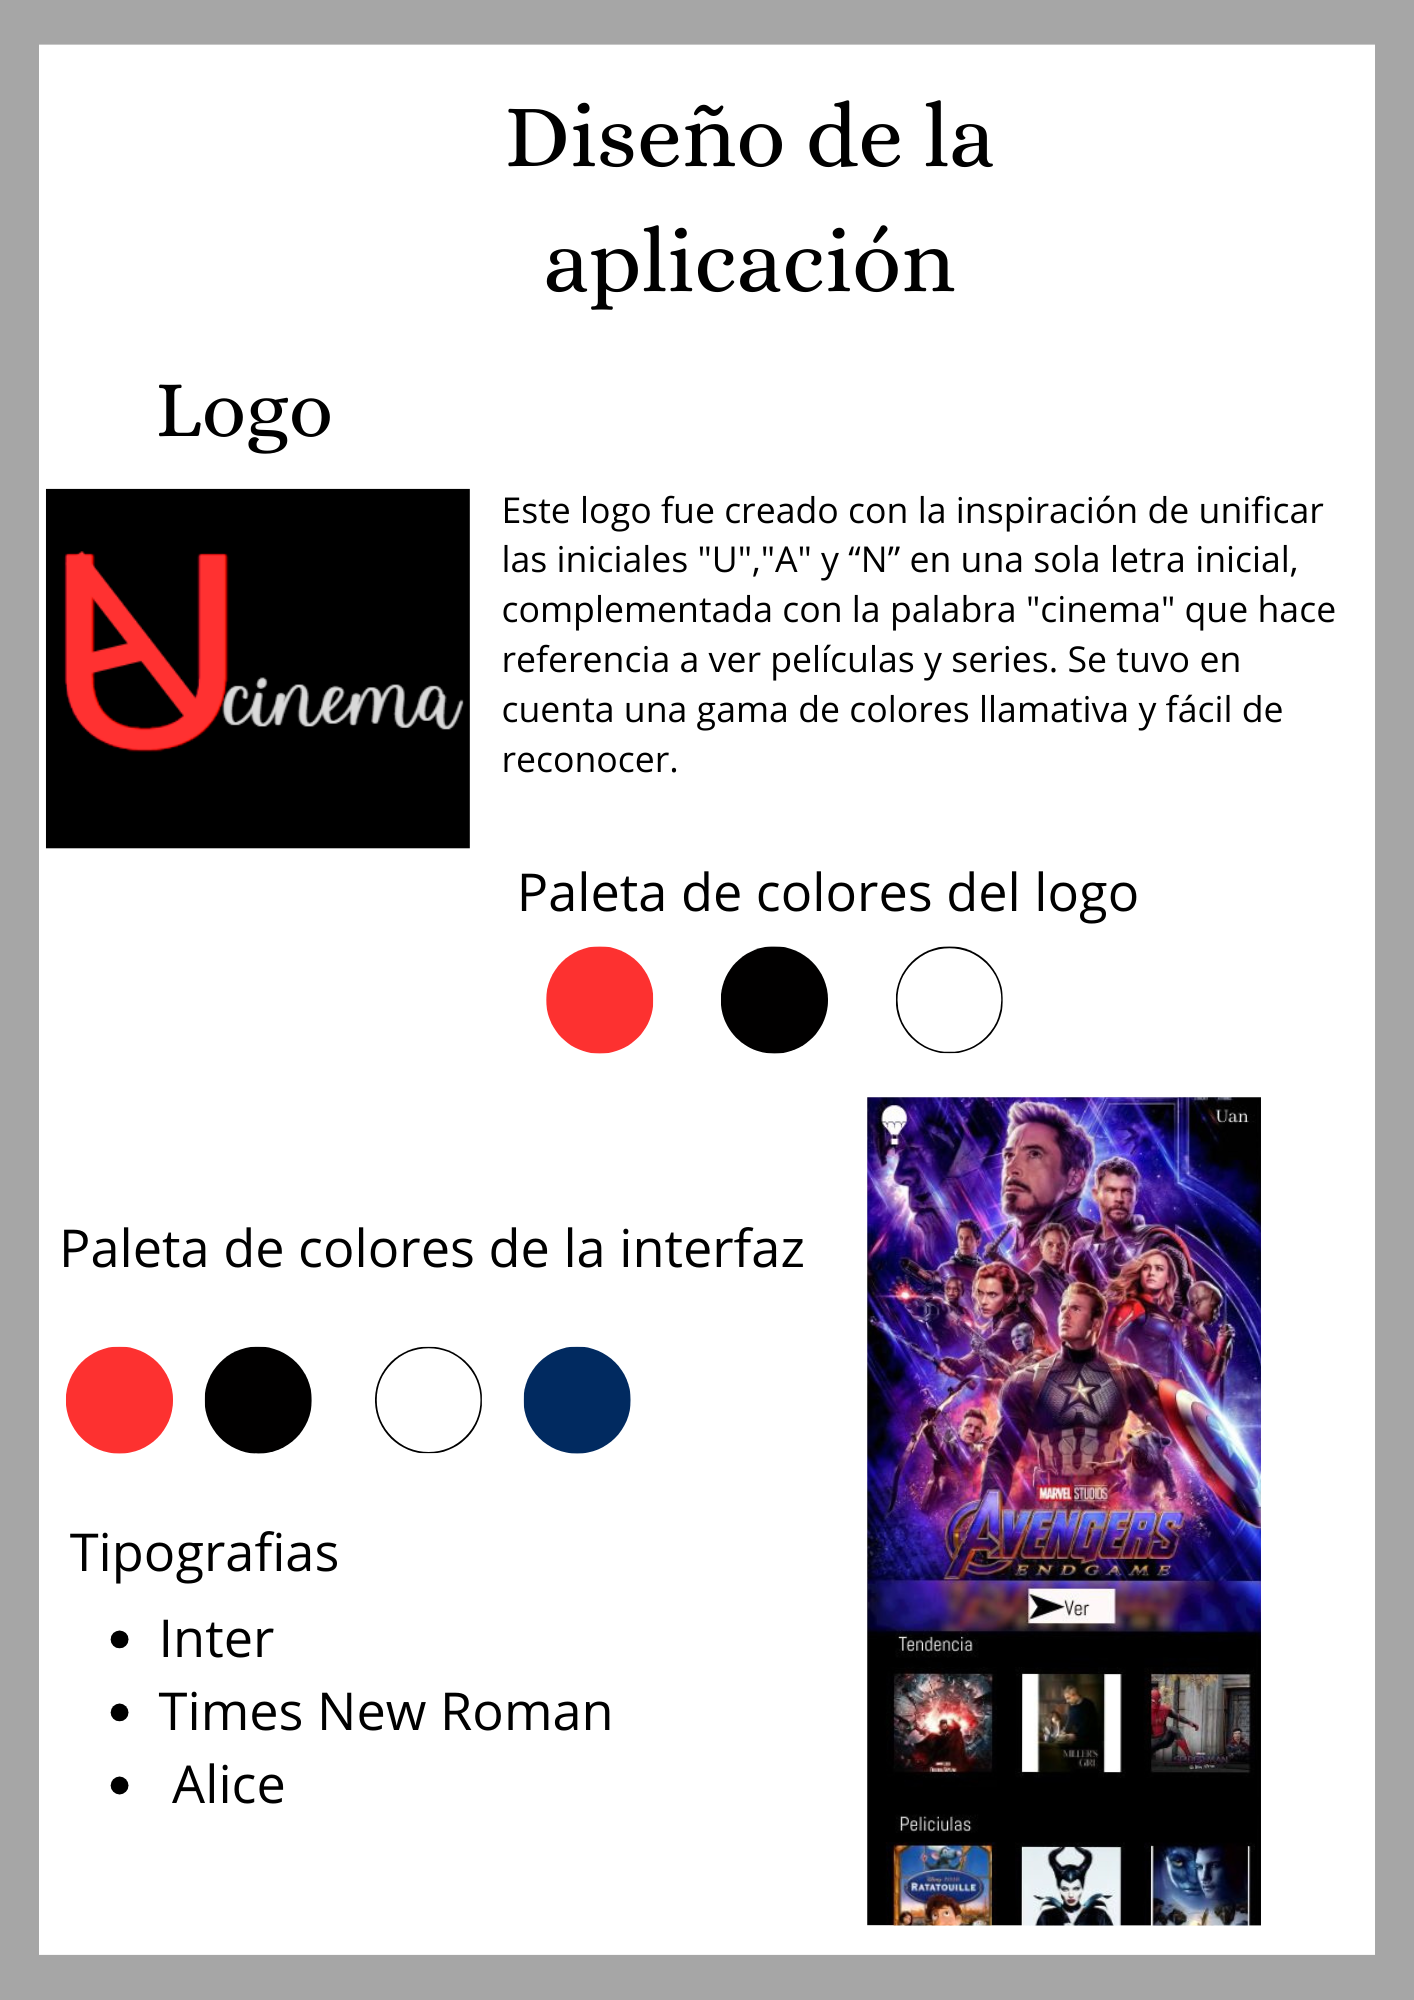 Diseño de la
aplicación
Logo
cinema
Este logo fue creado con la inspiración de unificar
las iniciales "U","A" y “N” en una sola letra inicial,
complementada con la palabra "cinema" que hace
referencia a ver películas y series. Se tuvo en
cuenta una gama de colores llamativa y fácil de
reconocer.
Paleta de colores del logo
Paleta de colores de la interfaz
Tipografias
• Inter
• Times New Roman
• Alice
Uan
MARVEL STUDIOS
AVENGERS
ENDGAME
Ver
Tendencia
MILLER'S
GIRL
Peliciulas
RATATOUILLE